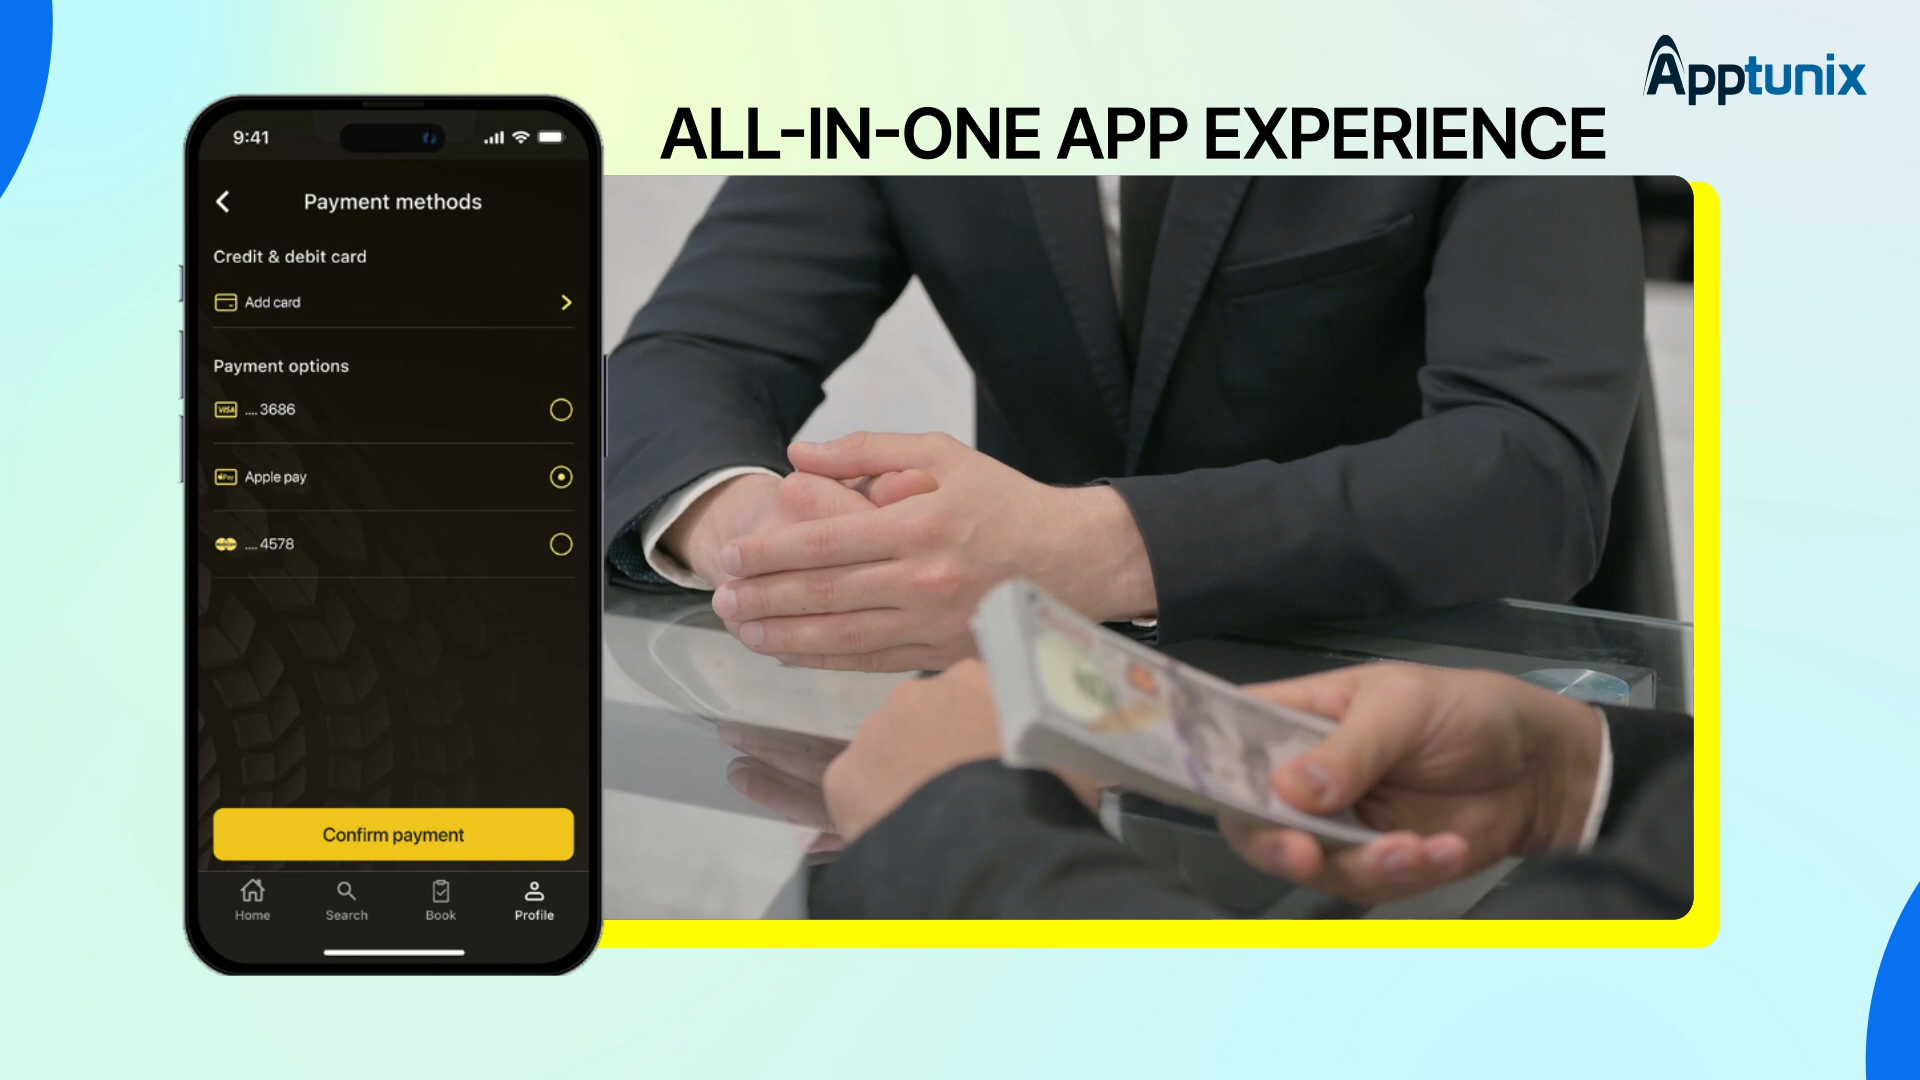 Apptunix
ALL-IN-ONE APP EXPERIENCE
9:41
Payment methods
Credit & debit card
Add card
Payment options
VISA .... 3686
Pay Apple pay
.... 4578
Confirm payment
Home Search Book Profile